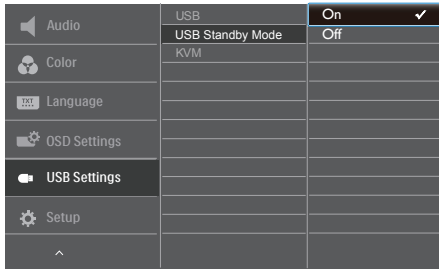 Audio
Color
TXT
Language
OSD Settings
USB Settings
Setup
USB
USB Standby Mode
KVM
On
Off